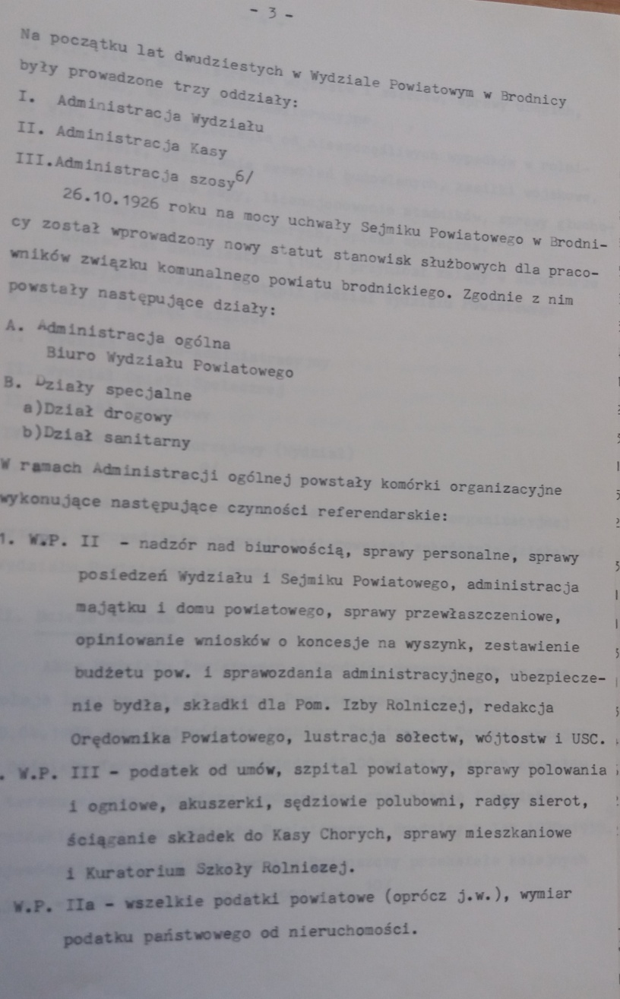 - 3 -
Na początku lat dwudziestych w Wydziale Powiatowym w Brodnicy
były prowadzone trzy oddziały:
I. Administracja Wydziału
II. Administracja Kasy
III.Administracja szosy6/
26.10.1926 roku na mocy uchwały Sejmiku Powiatowego w Brodni-
cy został wprowadzony nowy statut stanowisk służbowych dla praco-
wników związku komunalnego powiatu brodnickiego. Zgodnie z nim
powstały następujące działy:
A. Administracja ogólna
Biuro Wydziału Powiatowego
B. Działy specjalne
a)Dział drogowy
b)Dział sanitarny
W ramach Administracji ogólnej powstały komórki organizacyjne
wykonujące następujące czynności referendarskie:
1. W.P. II - nadzór nad biurowością, sprawy personalne, sprawy
posiedzeń Wydziału i Sejmiku Powiatowego, administracja
majątku i domu powiatowego, sprawy przewłaszczeniowe,
opiniowanie wniosków o koncesje na wyszynk, zestawienie
budżetu pow. i sprawozdania administracyjnego, ubezpiecze-
nie bydła, składki dla Pom. Izby Rolniczej, redakcja
Orędownika Powiatowego, lustracja sołectw, wójtostw i USC.
. W.P. III - podatek od umów, szpital powiatowy, sprawy polowania
i ogniowe, akuszerki, sędziowie polubowni, radcy sierot,
ściąganie składek do Kasy Chorych, sprawy mieszkaniowe
i Kuratorium Szkoły Rolniczej.
W.P. IIa - wszelkie podatki powiatowe (oprócz j.w.), wymiar
podatku państwowego od nieruchomości.